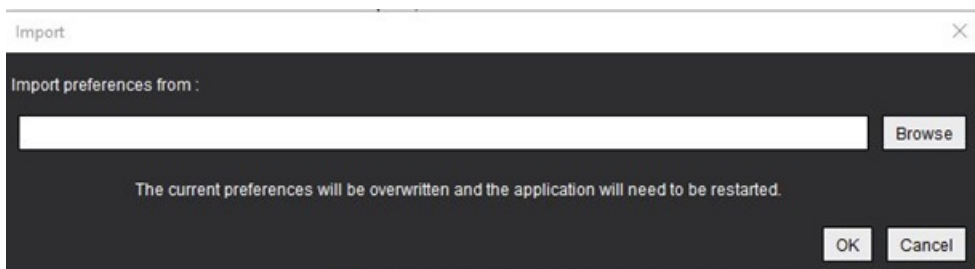 Import
Import preferences from :
Browse
The current preferences will be overwritten and the application will need to be restarted.
OK Cancel